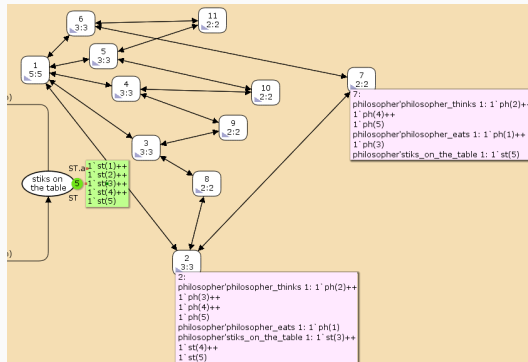 6
3:3
11
2:2
5
3:3
1
5:5
7
2:2
4
3:3
10
2:2
7:
philosopher'philosopher_thinks 1: 1`ph(2)++
1`ph(4)++
1`ph(5)
philosopher'philosopher_eats 1: 1`ph(1)++
1`ph(3)
philosopher'stiks_on_the_table 1: 1`st(5)
9
2:2
3
3:3
8
2:2
stiks on
the table
5
ST
1`st(1)++
1`st(2)++
1`st(3)++
1`st(4)++
1`st(5)
2
3:3
2:
philosopher'philosopher_thinks 1: 1`ph(2)++
1`ph(3)++
1`ph(4)++
1`ph(5)
philosopher'philosopher_eats 1: 1`ph(1)
philosopher'stiks_on_the_table 1: 1`st(3)++
1`st(4)++
1`st(5)